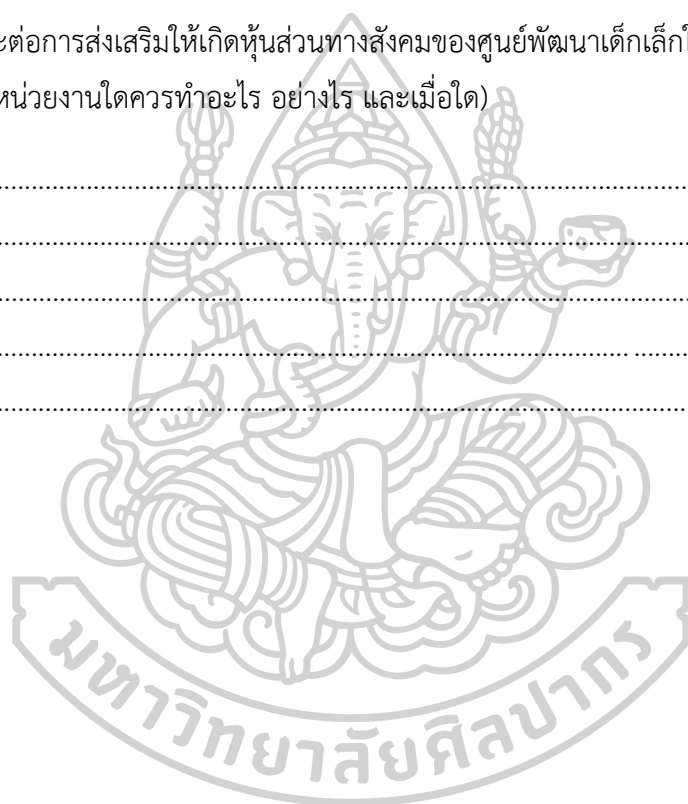 ต่อการส่งเสริมให้เกิดหุ้นส่วนทางสังคมของศูนย์พัฒนาเด็กเล็ก
หน่วยงานใดควรทำอะไร อย่างไร และเมื่อใด)
................................................................................
................................................................................
................................................................................
........................................................................ .......
................................................................................
มหาวิทยาลัยศิลปากร